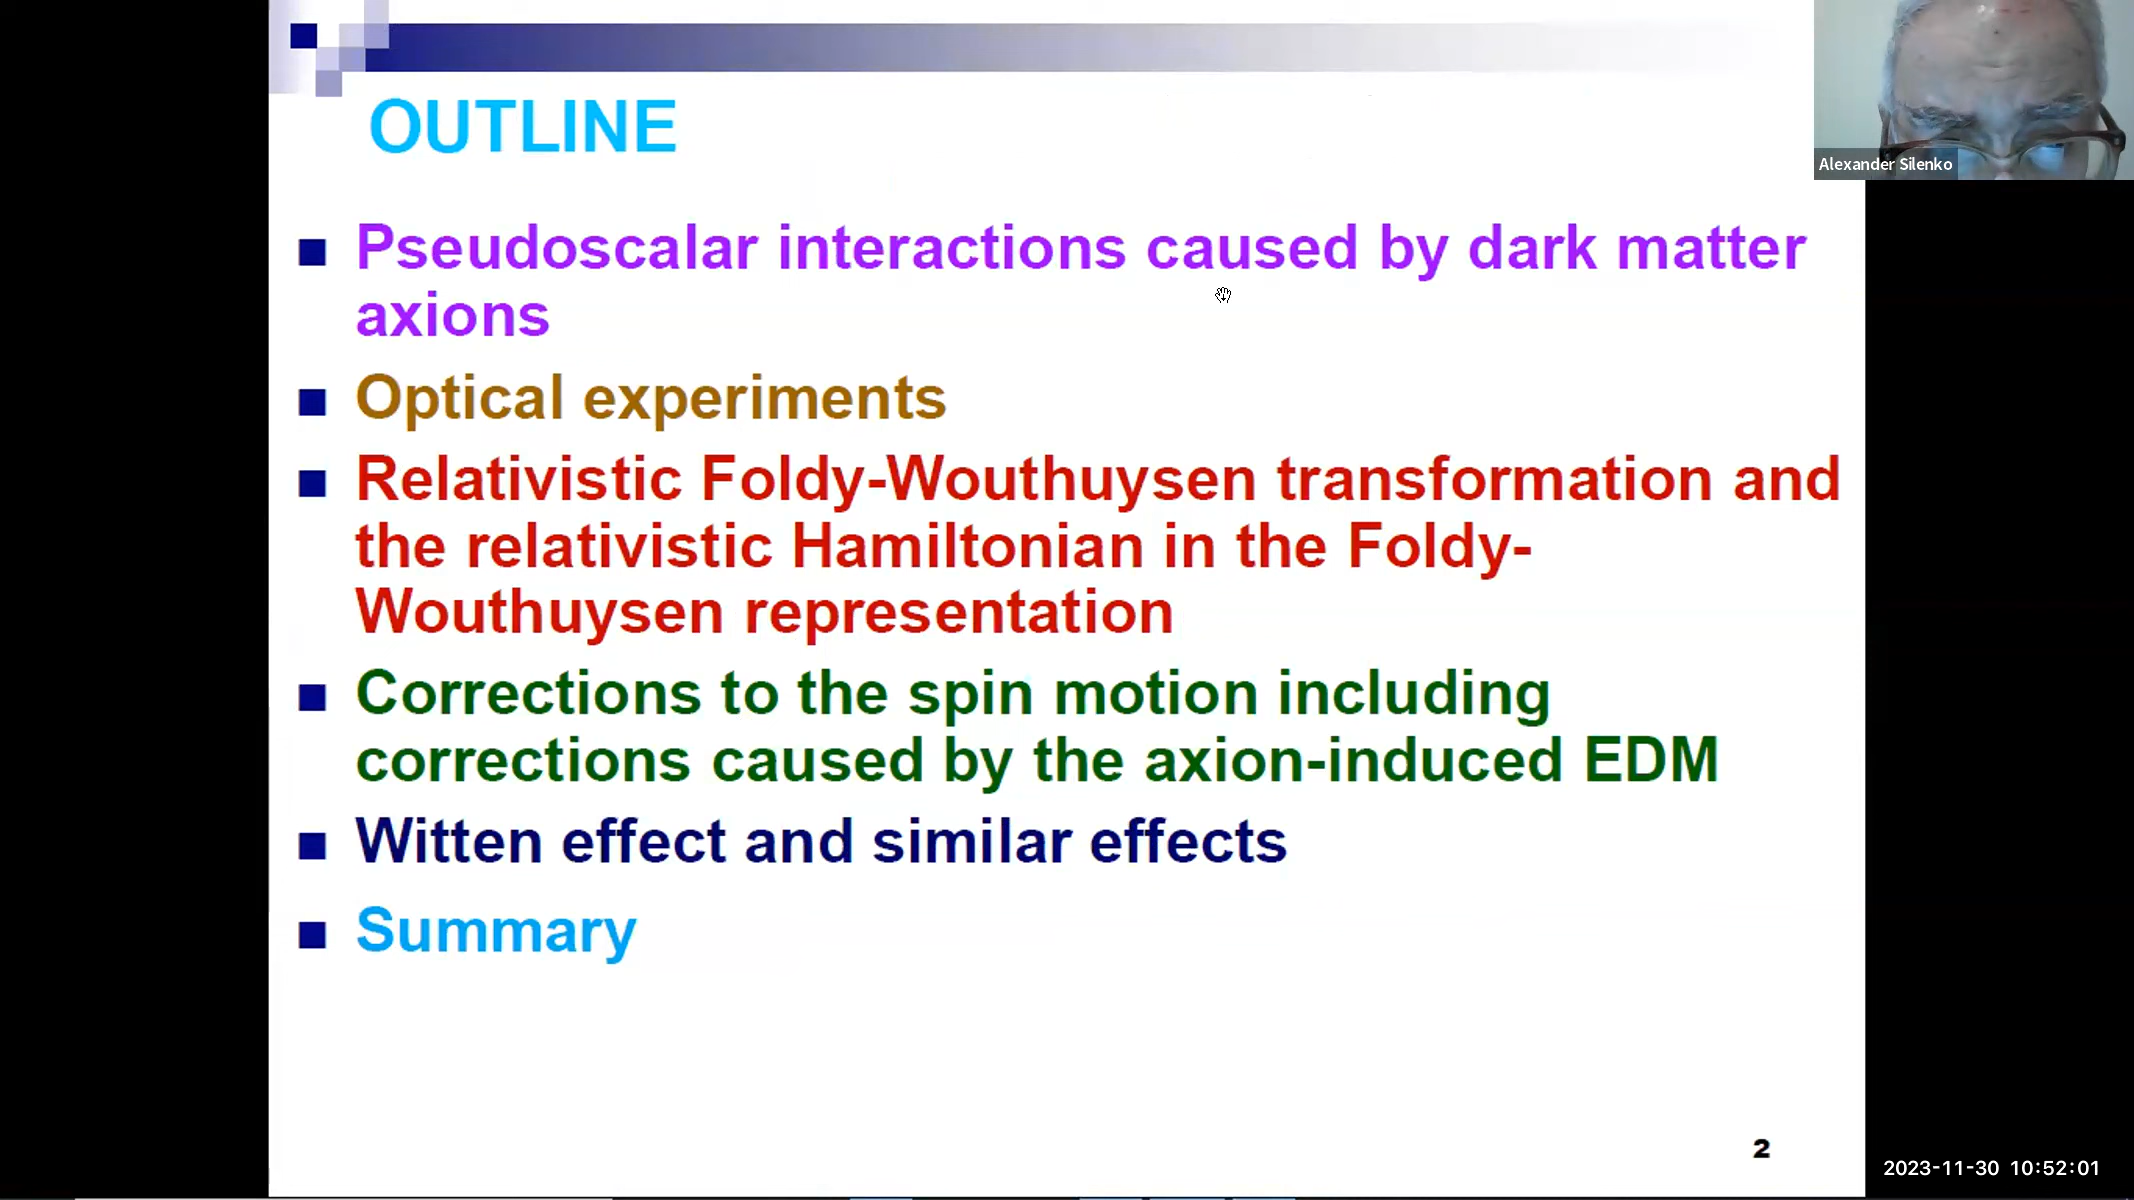 OUTLINE
Alexander Silenko
Pseudoscalar interactions caused by dark matter
axions
Optical experiments
Relativistic Foldy-Wouthuysen transformation and
the relativistic Hamiltonian in the Foldy-
Wouthuysen representation
Corrections to the spin motion including
corrections caused by the axion-induced EDM
Witten effect and similar effects
Summary
2
2023-11-30 10:52:01